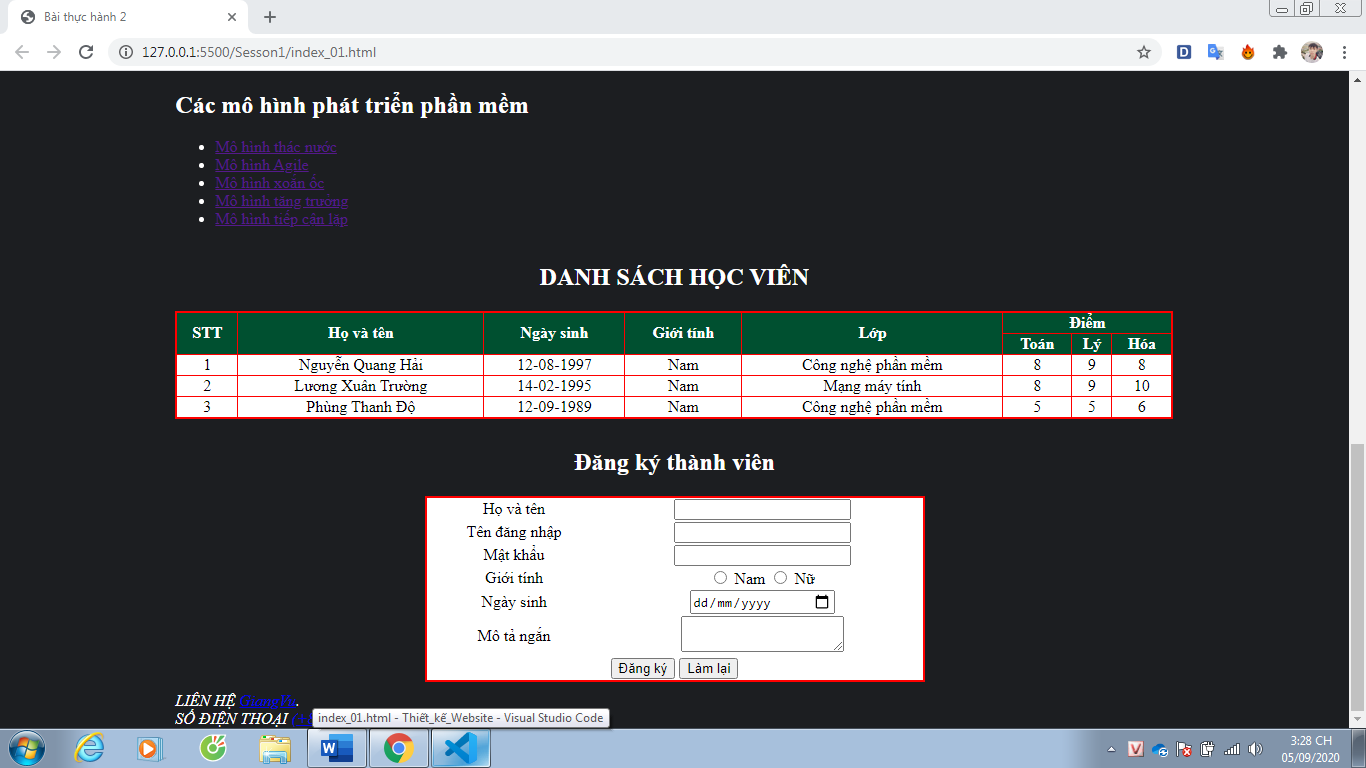 Bài thực hành 2
127.0.0.1:5500/Sesson1/index_01.html
Các mô hình phát triển phần mềm
Mô hình thác nước
Mô hình Agile
Mô hình xoắn ốc
Mô hình tăng trưởng
Mô hình tiếp cận lặp
DANH SÁCH HỌC VIÊN
STT Họ và tên Ngày sinh Giới tính Lớp Điểm
Toán Lý Hóa
1 Nguyễn Quang Hải 12-08-1997 Nam Công nghệ phần mềm 8 9 8
2 Lương Xuân Trường 14-02-1995 Nam Mạng máy tính 8 9 10
3 Phùng Thanh Độ 12-09-1989 Nam Công nghệ phần mềm 5 5 6
Đăng ký thành viên
Họ và tên
Tên đăng nhập
Mật khẩu
Giới tính Nam Nữ
Ngày sinh dd/mm/yyyy
Mô tả ngắn
Đăng ký Làm lại
LIÊN HỆ
SỐ ĐIỆN THOẠI
index_01.html - Thiết_kế_Website - Visual Studio Code
3:28 CH
05/09/2020